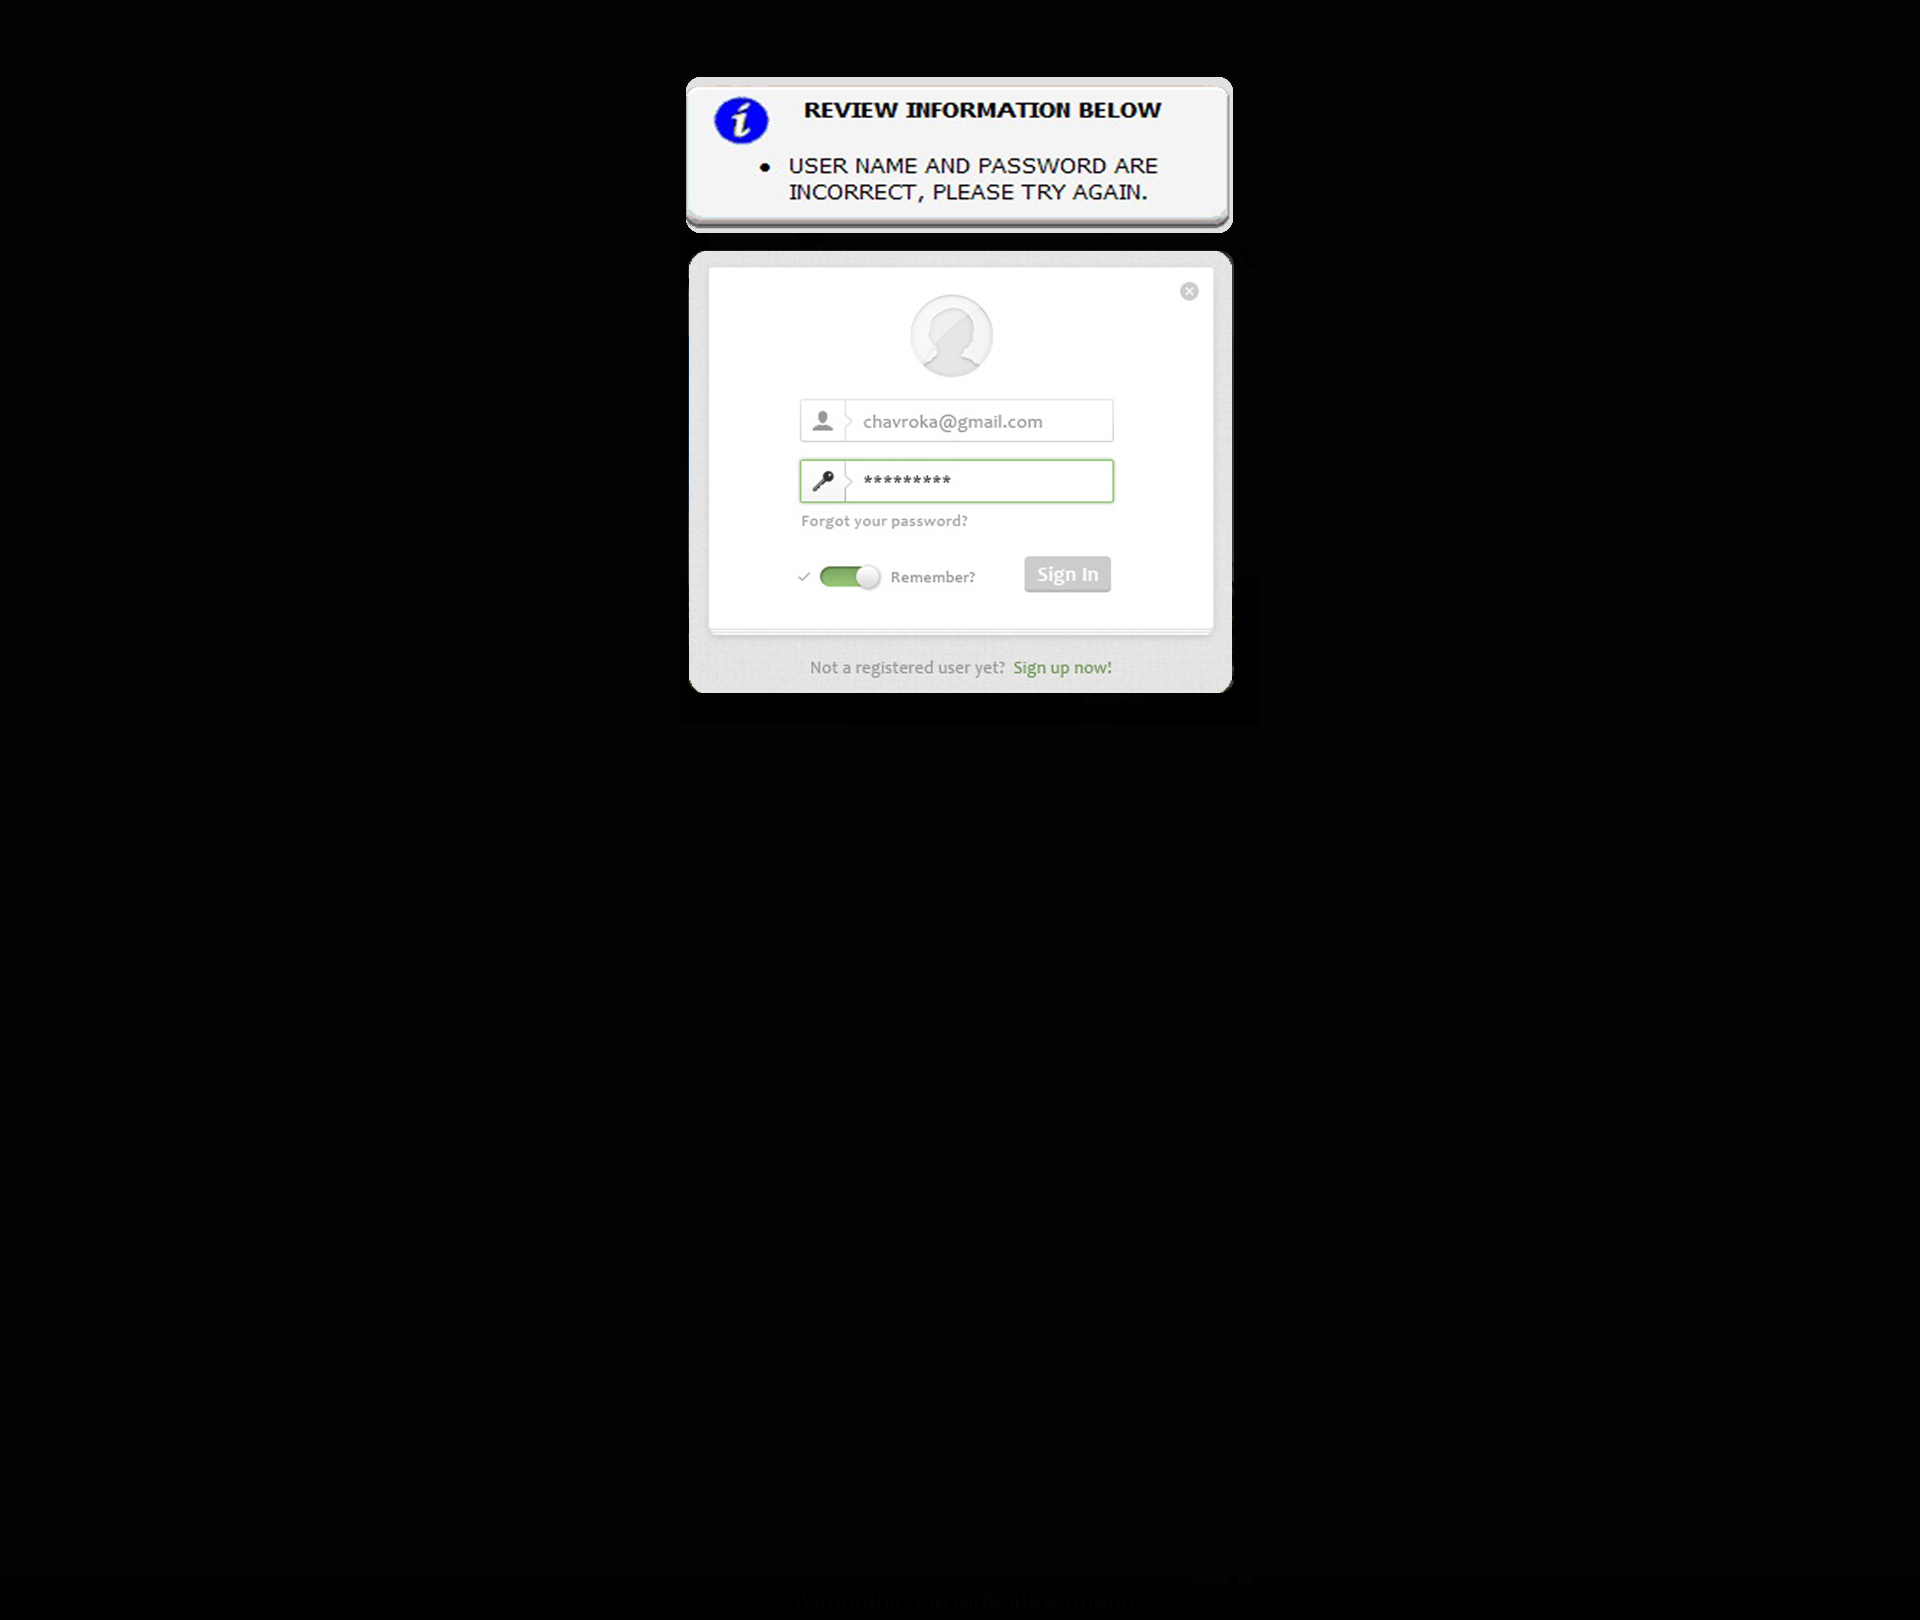 REVIEW INFORMATION BELOW
• USER NAME AND PASSWORD ARE
INCORRECT, PLEASE TRY AGAIN.
chavroka@gmail.com
*********
Forgot your password?
Remember?
Sign In
Not a registered user yet? Sign up now!